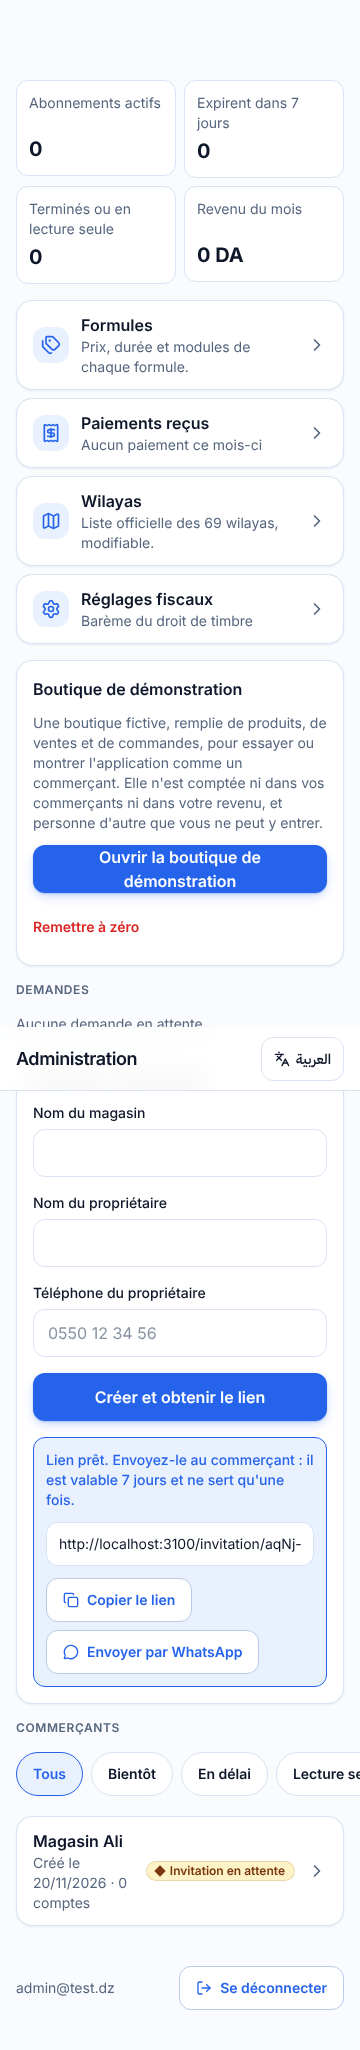 Abonnements actifs
0
Expirent dans 7
jours
0
Terminés ou en
lecture seule
0
Revenu du mois
0 DA
Formules
Prix, durée et modules de
chaque formule.
Paiements reçus
Aucun paiement ce mois-ci
Wilayas
Liste officielle des 69 wilayas,
modifiable.
Réglages fiscaux
Barème du droit de timbre
Boutique de démonstration
Une boutique fictive, remplie de produits, de
ventes et de commandes, pour essayer ou
montrer l'application comme un
commerçant. Elle n'est comptée ni dans vos
commerçants ni dans votre revenu, et
personne d'autre que vous ne peut y entrer.
Ouvrir la boutique de
démonstration
Remettre à zéro
DEMANDES
Aucune demande en attente
Administration
العربية
Nom du magasin
Nom du propriétaire
Téléphone du propriétaire
0550 12 34 56
Créer et obtenir le lien
Lien prêt. Envoyez-le au commerçant : il
est valable 7 jours et ne sert qu'une
fois.
http://localhost:3100/invitation/aqNj-
Copier le lien
Envoyer par WhatsApp
COMMERÇANTS
Tous
Bientôt
En délai
Lecture se
Magasin Ali
Créé le
20/11/2026 · 0
comptes
Invitation en attente
admin@test.dz
Se déconnecter